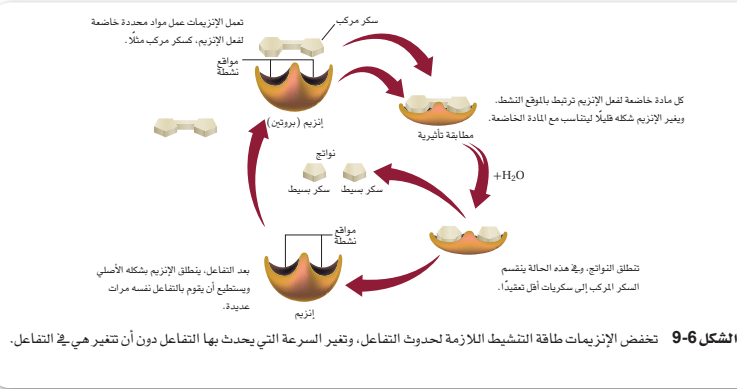 سكر مركب
تعمل الإنزيمات عمل مواد محددة خاضعة
لفعل الإنزيم، كسكر مركب مثلًا.
مواقع
نشطة
إنزيم (بروتين)
كل مادة خاضعة لفعل الإنزيم ترتبط بالموقع النشط.
ويغير الإنزيم شكله قليلًا ليتناسب مع المادة الخاضعة.
مطابقة تأثيرية
+H₂O
نواتج
سكر بسيط
سكر بسيط
تنطلق النواتج، وفي هذه الحالة ينقسم
السكر المركب إلى سكريات أقل تعقيدًا.
مواقع
نشطة
إنزيم
بعد التفاعل، ينطلق الإنزيم بشكله الأصلي
ويستطيع أن يقوم بالتفاعل نفسه مرات
عديدة.
الشكل 6-9 تخفض الإنزيمات طاقة التنشيط اللازمة لحدوث التفاعل، وتغير السرعة التي يحدث بها التفاعل دون أن تتغير هي في التفاعل.